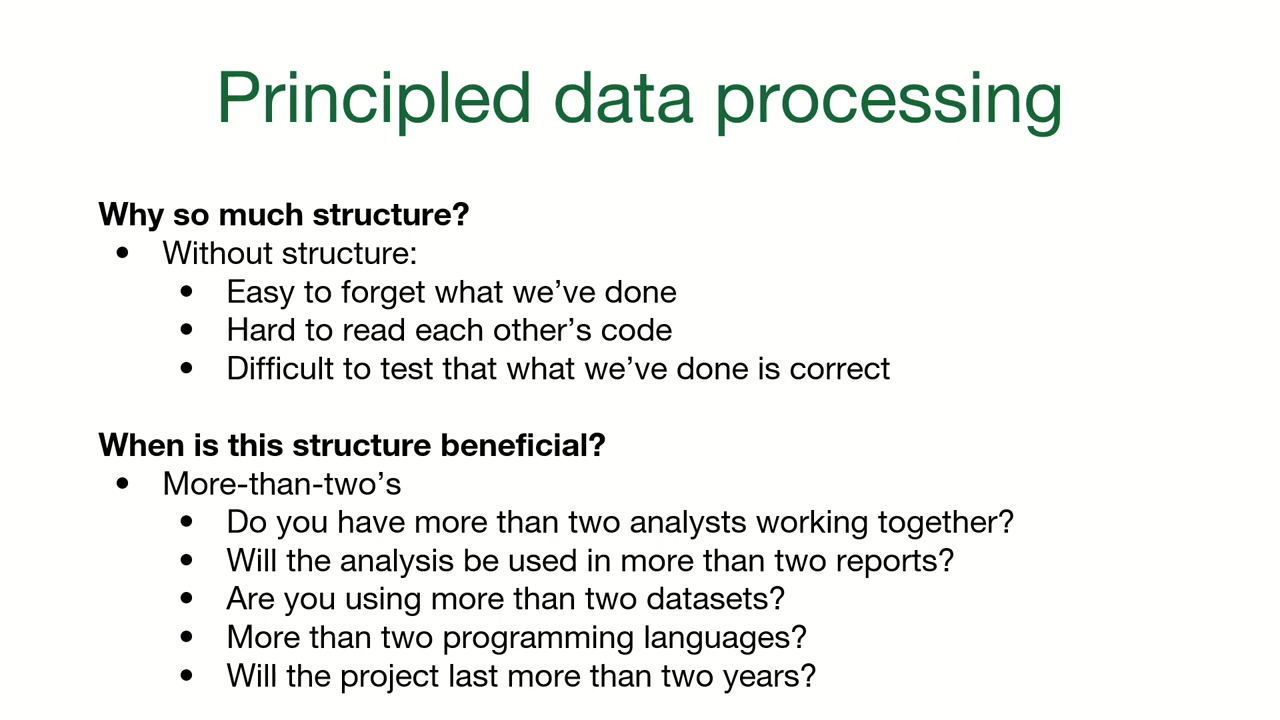 Principled data processing
Why so much structure?
• Without structure:
• Easy to forget what we’ve done
• Hard to read each other’s code
• Difficult to test that what we’ve done is correct
When is this structure beneficial?
• More-than-two’s
• Do you have more than two analysts working together?
• Will the analysis be used in more than two reports?
• Are you using more than two datasets?
• More than two programming languages?
• Will the project last more than two years?